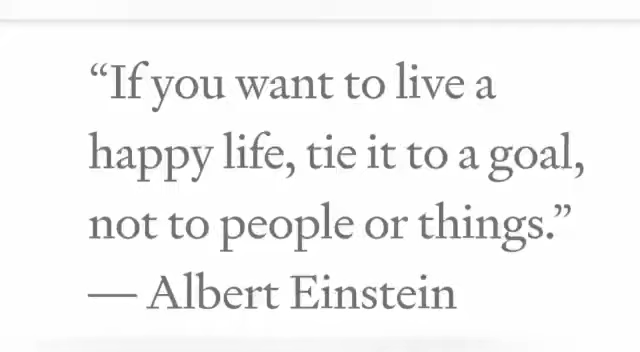 “If you want to live a
happy life, tie it to a goal,
not to people or things.”
— Albert Einstein